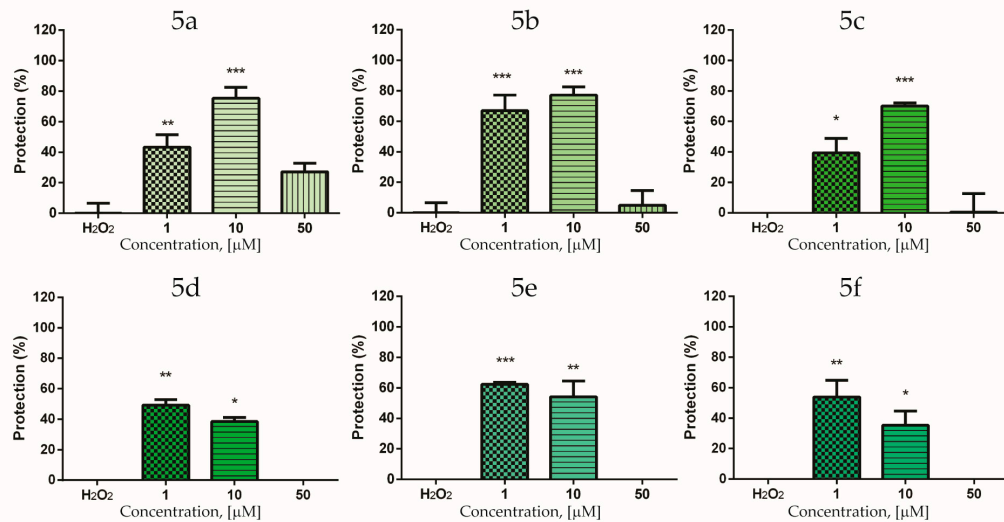 5a
Protection (%)
120
100
80
60
40
20
0
**
***
H2O2 1 10 50
Concentration, [µM]
5b
Protection (%)
120
100
80
60
40
20
0
***
***
H2O2 1 10 50
Concentration, [µM]
5c
Protection (%)
120
100
80
60
40
20
0
*
***
H2O2 1 10 50
Concentration, [µM]
5d
Protection (%)
120
100
80
60
40
20
0
**
*
H2O2 1 10 50
Concentration, [µM]
5e
Protection (%)
120
100
80
60
40
20
0
***
**
H2O2 1 10 50
Concentration, [µM]
5f
Protection (%)
120
100
80
60
40
20
0
**
*
H2O2 1 10 50
Concentration, [µM]